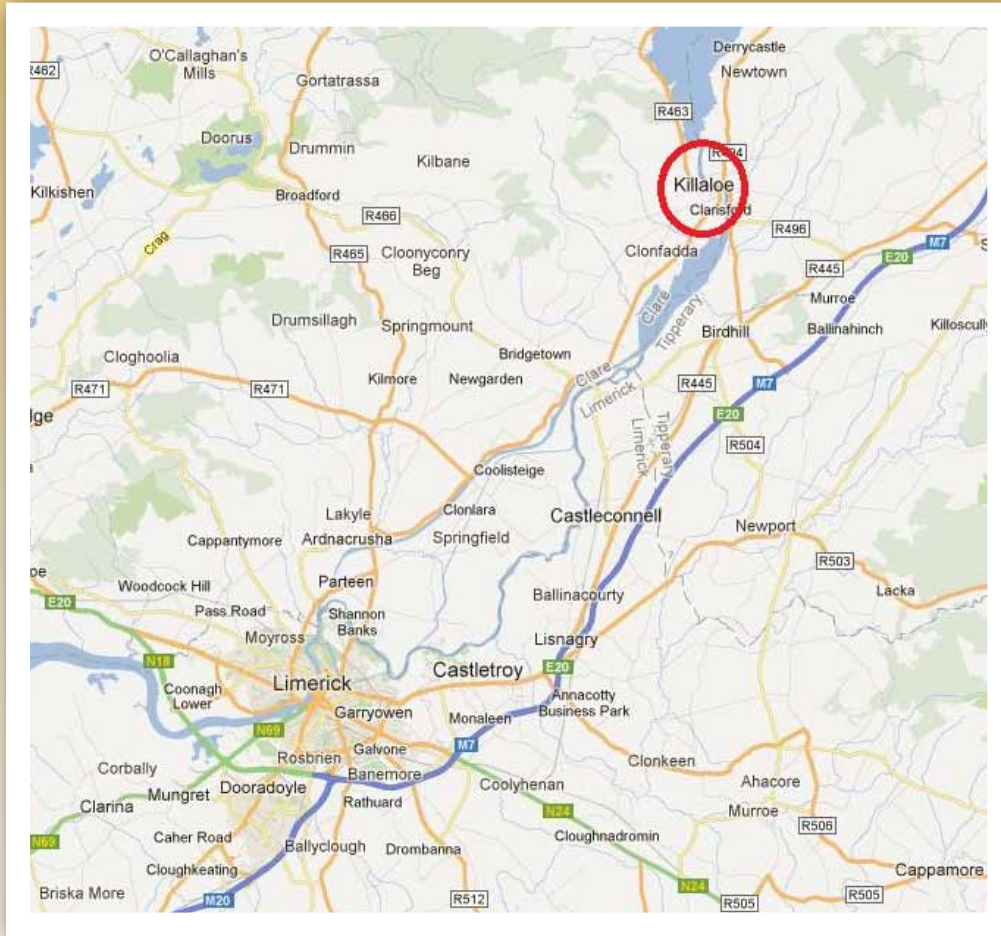 Derrycastle
O'Callaghan's
Mills
R462
Newtown
Gortatrassa
R463
Doorus
Drummin
R494
Kilbane
Killaloe
Kilkishen
Broadford
Clarisford
R466
R496
Crag
M7
Clonfadda
R465
Cloonyconry
Beg
E20
R445
Clare
Tipperary
Murroe
Drumsillagh
Springmount
Birdhill
Ballinahinch
Killoscully
Cloghoolia
Bridgetown
Clare
Limerick
R471
R471
Kilmore
Newgarden
R445
M7
Tipperary
Limerick
E20
R504
Coolisteige
Lakyle
Clonlara
Castleconnell
Newport
Cappantymore
Ardnacrusha
Springfield
R503
Parteen
Woodcock Hill
Ballinacourty
Lacka
E20
Pass Road
Shannon
Banks
Moyross
Lisnagry
N18
Castletroy
E20
Limerick
Coonagh
Lower
Annacotty
Business Park
Garryowen
Monaleen
N69
M7
Galvone
Rosbrien
Clonkeen
Corbally
Banemore
Coolyhenan
Ahacore
Mungret
Dooradoyle
Rathuard
Clarina
N24
Murroe
R506
Caher Road
N69
Ballyclough
Drombanna
Cloughnadromin
Cloughkeating
Cappamore
Briska More
M20
R512
N24
R505
R505